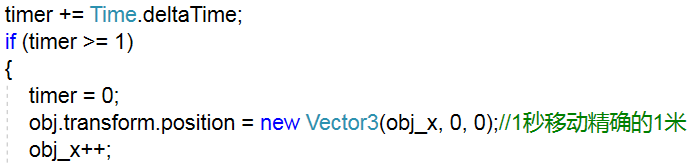 timer += Time.deltaTime;
if (timer >= 1)
{
timer = 0;
obj.transform.position = new Vector3(obj_x, 0, 0);//1秒移动精确的1米
obj_x++;